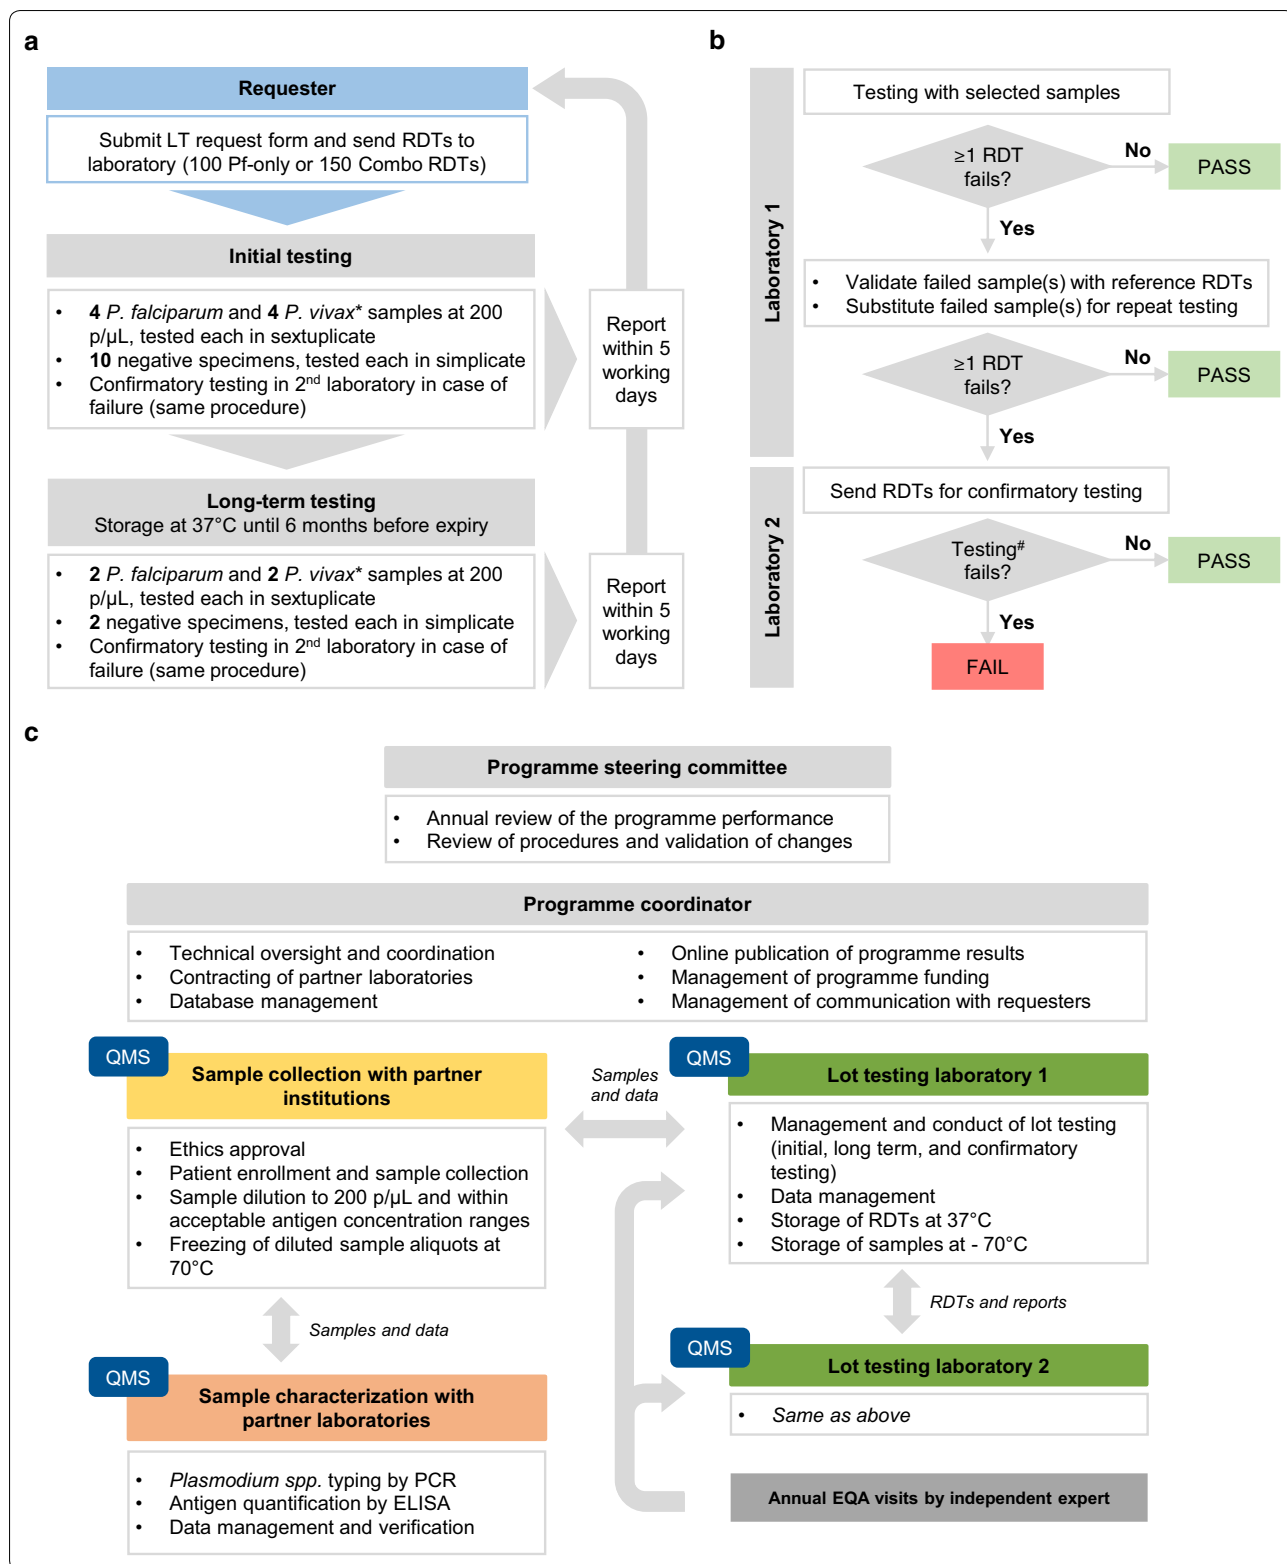 a
Requester
Submit LT request form and send RDTs to
laboratory (100 Pf-only or 150 Combo RDTs)
Initial testing
• 4 P. falciparum and 4 P. vivax* samples at 200
p/µL, tested each in sextuplicate
• 10 negative specimens, tested each in simplicate
• Confirmatory testing in 2nd laboratory in case of
failure (same procedure)
Report
within 5
working
days
Long-term testing
Storage at 37°C until 6 months before expiry
• 2 P. falciparum and 2 P. vivax* samples at 200
p/µL, tested each in sextuplicate
• 2 negative specimens, tested each in simplicate
• Confirmatory testing in 2nd laboratory in case of
failure (same procedure)
Report
within 5
working
days
b
Laboratory 1
Testing with selected samples
≥1 RDT
fails?
No
PASS
Yes
• Validate failed sample(s) with reference RDTs
• Substitute failed sample(s) for repeat testing
≥1 RDT
fails?
No
PASS
Yes
Laboratory 2
Send RDTs for confirmatory testing
Testing#
fails?
No
PASS
Yes
FAIL
c
Programme steering committee
• Annual review of the programme performance
• Review of procedures and validation of changes
Programme coordinator
• Technical oversight and coordination
• Contracting of partner laboratories
• Database management
• Online publication of programme results
• Management of programme funding
• Management of communication with requesters
QMS
Sample collection with partner
institutions
• Ethics approval
• Patient enrollment and sample collection
• Sample dilution to 200 p/µL and within
acceptable antigen concentration ranges
• Freezing of diluted sample aliquots at
70°C
Samples
and data
QMS
Lot testing laboratory 1
• Management and conduct of lot testing
(initial, long term, and confirmatory
testing)
• Data management
• Storage of RDTs at 37°C
• Storage of samples at - 70°C
Samples and data
RDTs and reports
QMS
Sample characterization with
partner laboratories
• Plasmodium spp. typing by PCR
• Antigen quantification by ELISA
• Data management and verification
QMS
Lot testing laboratory 2
• Same as above
Annual EQA visits by independent expert